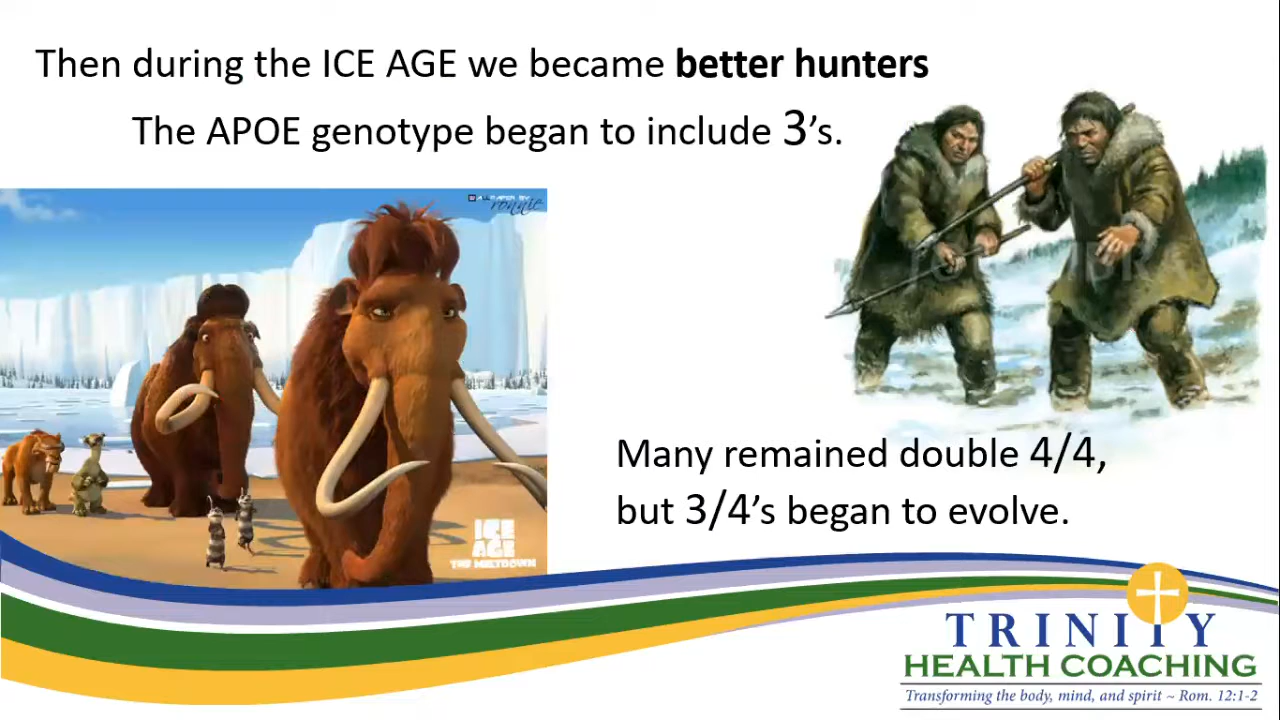 Then during the ICE AGE we became better hunters
The APOE genotype began to include 3's.
ronnie
ICE
AGE
THE MELTDOWN
Many remained double 4/4,
but 3/4's began to evolve.
TRINITY
HEALTH COACHING
Transforming the body, mind, and spirit ~ Rom. 12:1-2